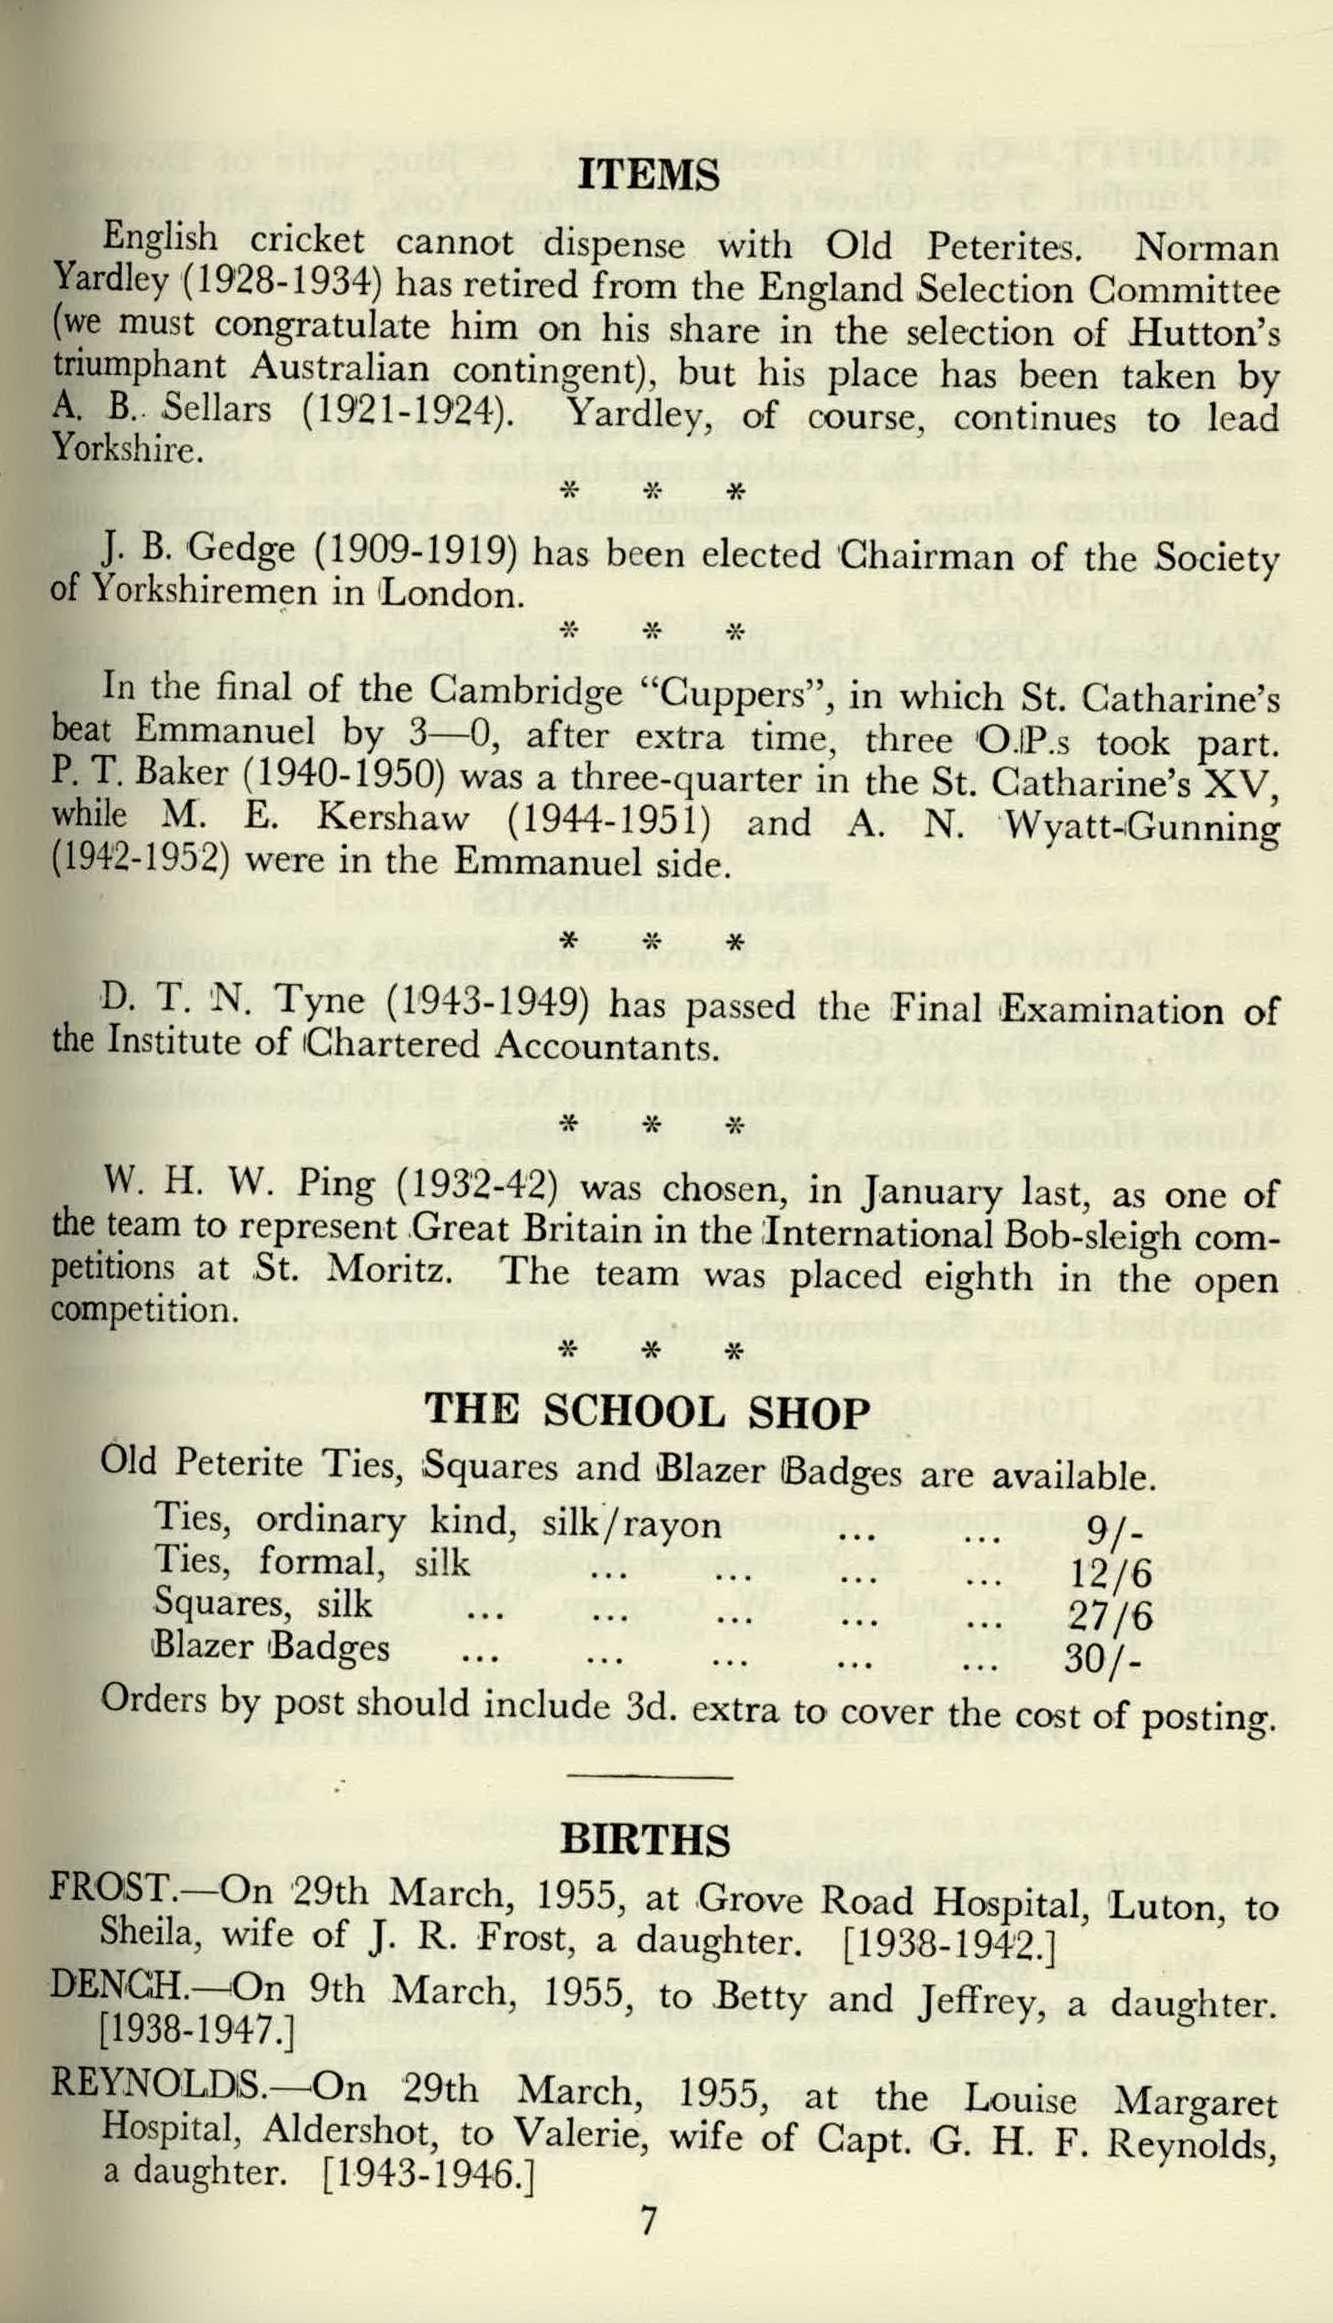 ITEMS
English cricket cannot dispense with Old Peterites. Norman
Yardley (1928-1934) has retired from the England Selection Committee
(we must congratulate him on his share in the selection of Hutton's
triumphant Australian contingent), but his place has been taken by
A. B. Sellars (1921-1924). Yardley, of course, continues to lead
Yorkshire.
* * *
J. B. Gedge (1909-1919) has been elected Chairman of the Society
of Yorkshiremen in London.
* * *
In the final of the Cambridge "Cuppers", in which St. Catharine's
beat Emmanuel by 3—0, after extra time, three O.P.s took part.
P. T. Baker (1940-1950) was a three-quarter in the St. Catharine's XV,
while M. E. Kershaw (1944-1951) and A. N. Wyatt-Gunning
(1942-1952) were in the Emmanuel side.
* * *
D. T. N. Tyne (1943-1949) has passed the Final Examination of
the Institute of Chartered Accountants.
* * *
W. H. W. Ping (1932-42) was chosen, in January last, as one of
the team to represent Great Britain in the International Bob-sleigh com-
petitions at St. Moritz. The team was placed eighth in the open
competition.
* * *
THE SCHOOL SHOP
Old Peterite Ties, Squares and Blazer Badges are available.
Ties, ordinary kind, silk/rayon ... ... 9/-
Ties, formal, silk ... ... ... ... 12/6
Squares, silk ... ... ... ... ... 27/6
Blazer Badges ... ... ... ... ... 30/-
Orders by post should include 3d. extra to cover the cost of posting.
BIRTHS
FROST.—On 29th March, 1955, at Grove Road Hospital, Luton, to
Sheila, wife of J. R. Frost, a daughter. [1938-1942.]
DENCH.—On 9th March, 1955, to Betty and Jeffrey, a daughter.
[1938-1947.]
REYNOLDS.—On 29th March, 1955, at the Louise Margaret
Hospital, Aldershot, to Valerie, wife of Capt. G. H. F. Reynolds,
a daughter. [1943-1946.]
7